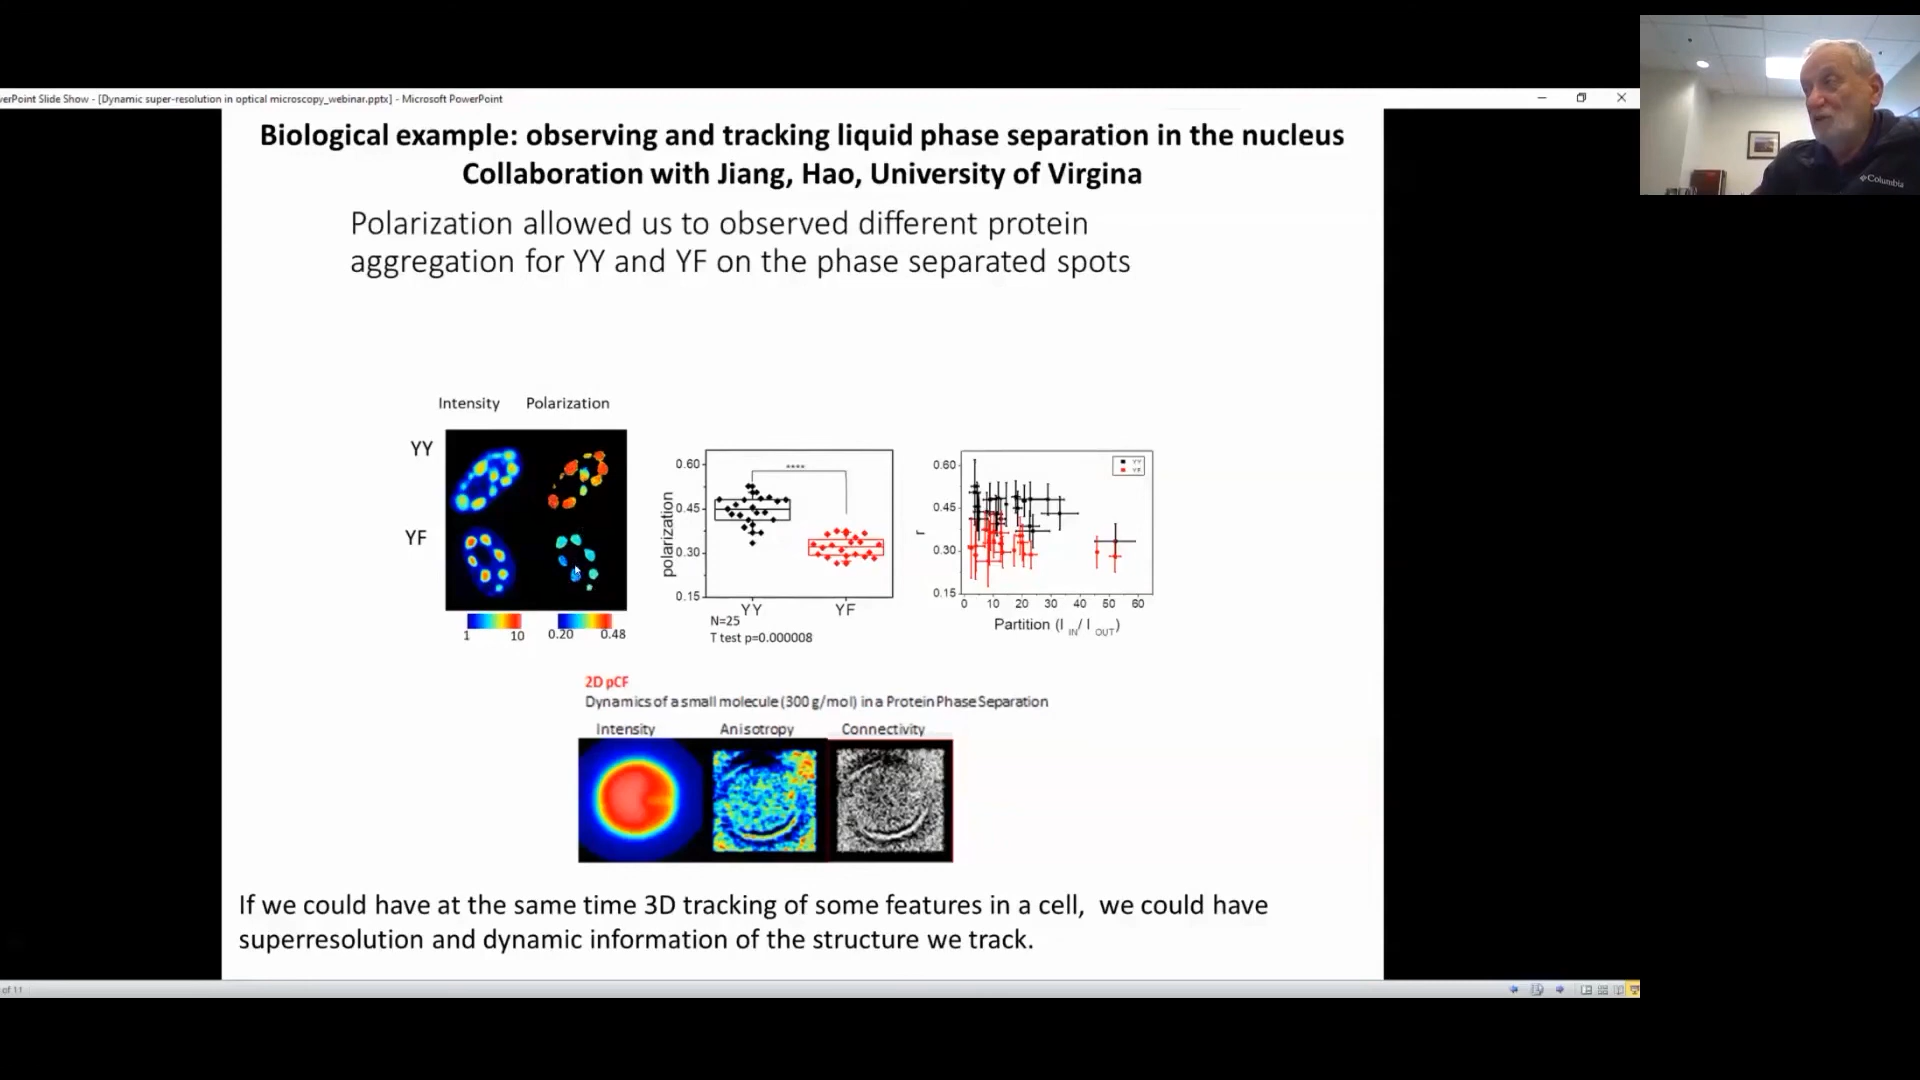 verPoint Slide Show - [Dynamic super-resolution in optical microscopy_webinar.pptx] - Microsoft PowerPoint
Columbia
Biological example: observing and tracking liquid phase separation in the nucleus
Collaboration with Jiang, Hao, University of Virgina
Polarization allowed us to observed different protein
aggregation for YY and YF on the phase separated spots
Intensity Polarization
YY
YF
1 10 0.20 0.48
polarization
0.60
0.45
0.30
0.15
****
YY YF
N=25
T test p=0.000008
r
0.60
0.45
0.30
0.15
YY
YF
0 10 20 30 40 50 60
Partition (I IN/ I OUT)
2D pCF
Dynamics of a small molecule (300 g/mol) in a Protein Phase Separation
Intensity Anisotropy Connectivity
If we could have at the same time 3D tracking of some features in a cell, we could have
superresolution and dynamic information of the structure we track.
of 11